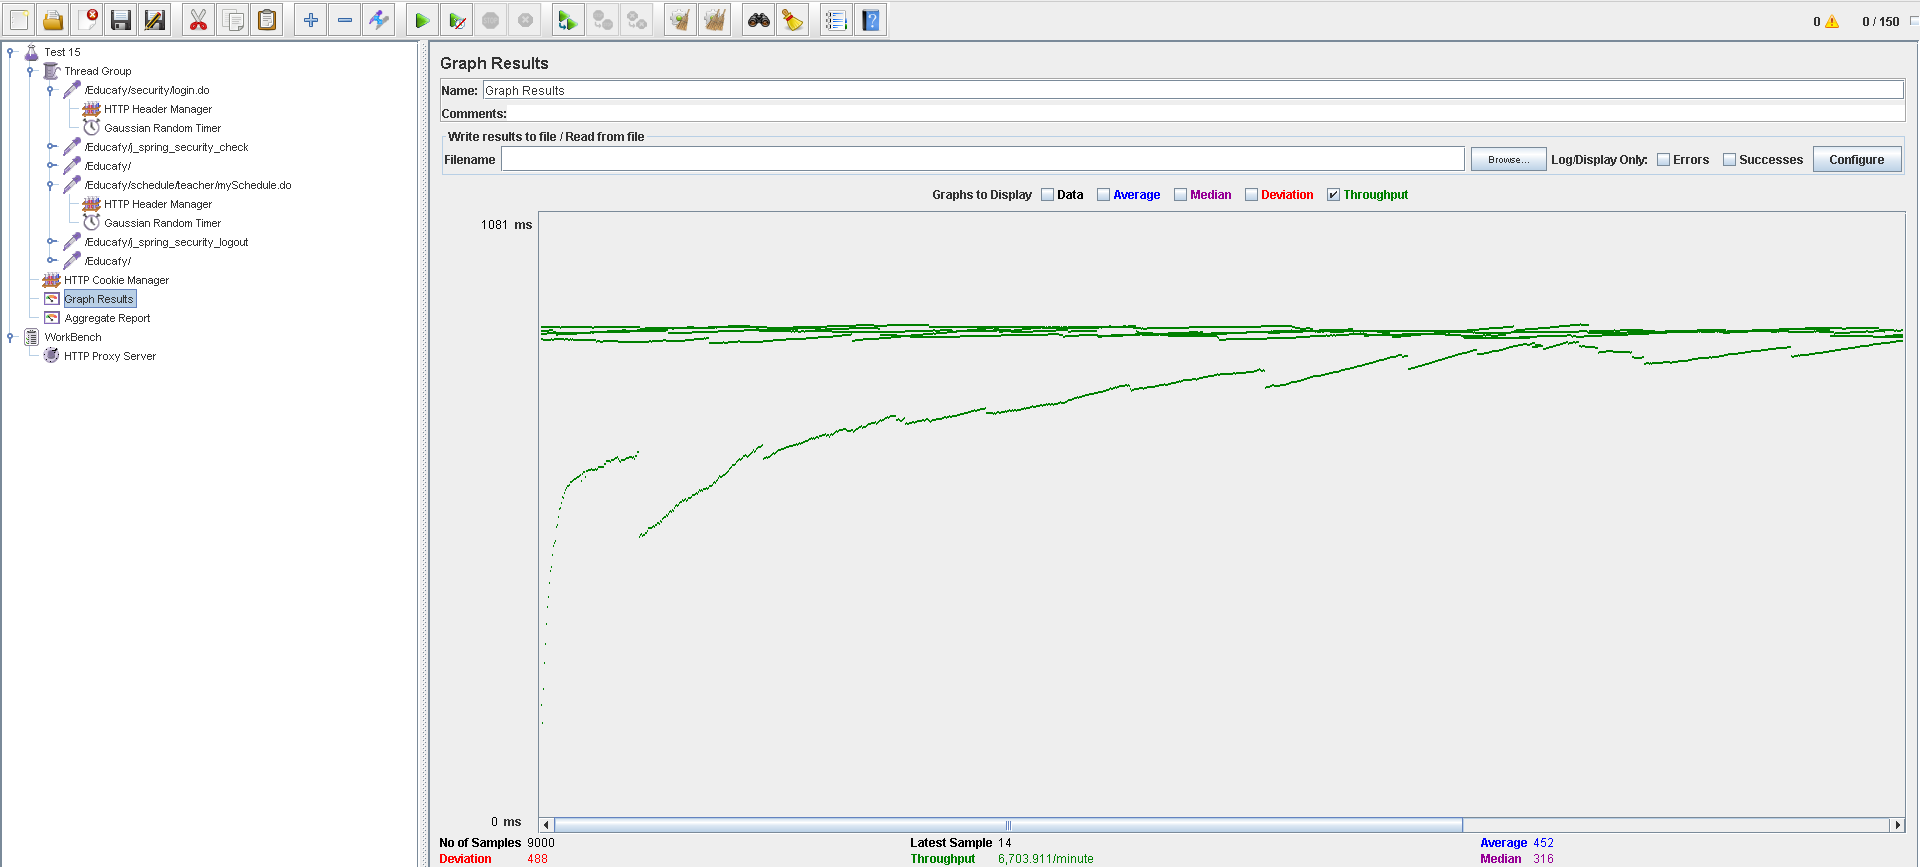 0 0 / 150
Test 15
Thread Group
/Educafy/security/login.do
HTTP Header Manager
Gaussian Random Timer
/Educafy/j_spring_security_check
/Educafy/
/Educafy/schedule/teacher/mySchedule.do
HTTP Header Manager
Gaussian Random Timer
/Educafy/j_spring_security_logout
/Educafy/
HTTP Cookie Manager
Graph Results
Aggregate Report
WorkBench
HTTP Proxy Server
Graph Results
Name: Graph Results
Comments:
Write results to file / Read from file
Filename Browse... Log/Display Only: Errors Successes Configure
Graphs to Display Data Average Median Deviation Throughput
1081 ms
0 ms
No of Samples 9000 Latest Sample 14 Average 452
Deviation 488 Throughput 6,703.911/minute Median 316